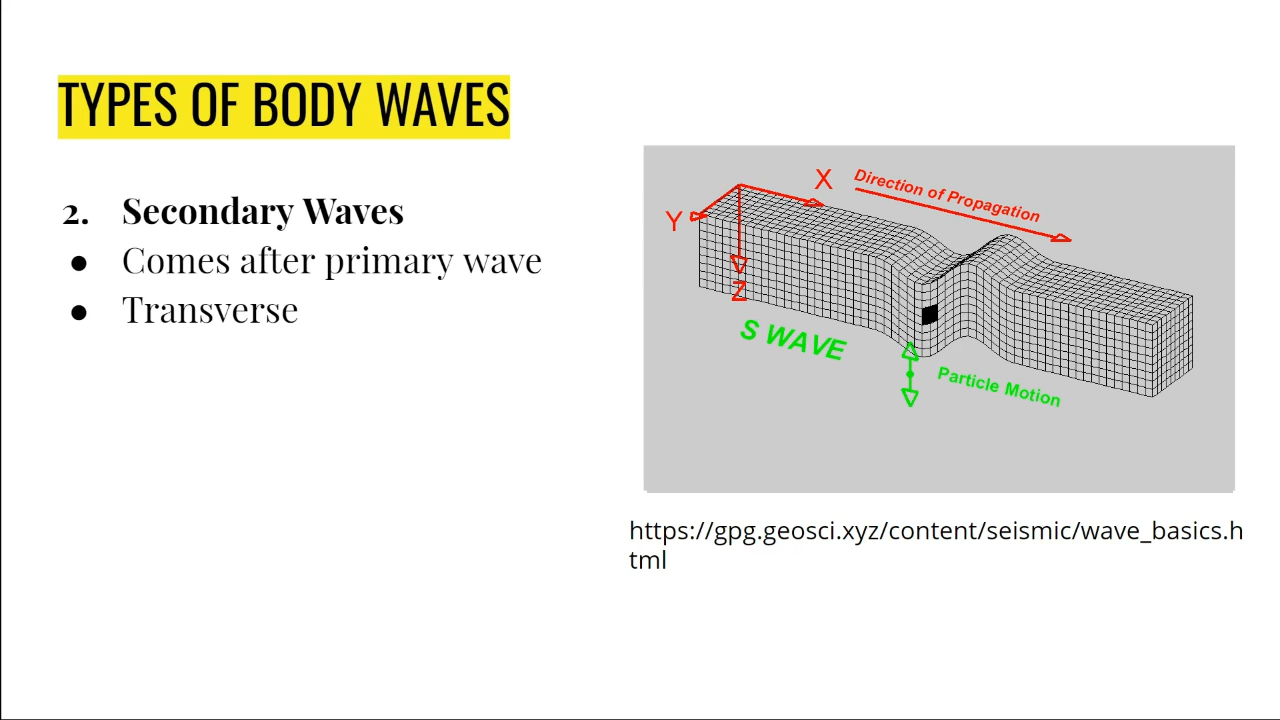 TYPES OF BODY WAVES
2. Secondary Waves
● Comes after primary wave
● Transverse
X
Direction of Propagation
Y
Z
S WAVE
Particle Motion
https://gpg.geosci.xyz/content/seismic/wave_basics.h
tml